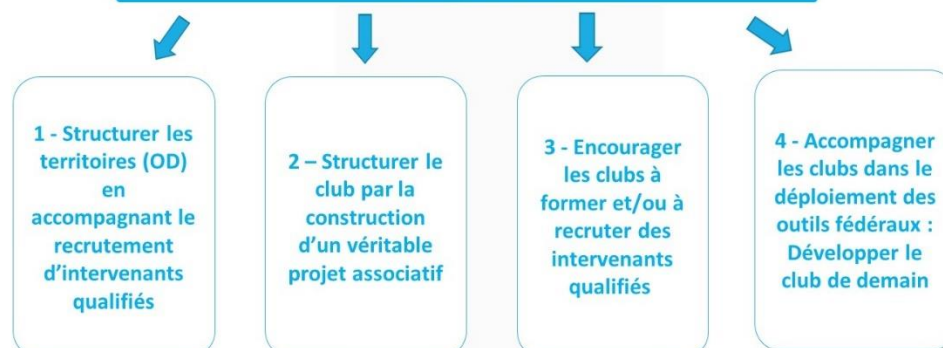 1 - Structurer les
territoires (OD)
en
accompagnant le
recrutement
d'intervenants
qualifiés
2 – Structurer le
club par la
construction
d'un véritable
projet associatif
3 - Encourager
les clubs à
former et/ou à
recruter des
intervenants
qualifiés
4 - Accompagner
les clubs dans le
déploiement des
outils fédéraux :
Développer le
club de demain